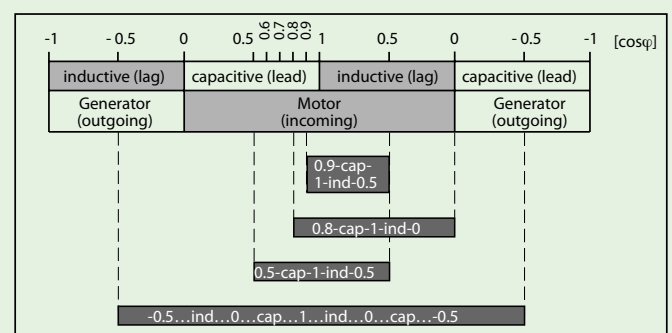 0.6 0.7 0.8 0.9
-1 - 0.5 0 0.5 1 0.5 0 - 0.5 -1 [cosφ]
inductive (lag) capacitive (lead) inductive (lag) capacitive (lead)
Generator Motor Generator
(outgoing) (incoming) (outgoing)
0.9-cap-
1-ind-0.5
0.8-cap-1-ind-0
0.5-cap-1-ind-0.5
-0.5…ind…0…cap…1…ind…0…cap…-0.5